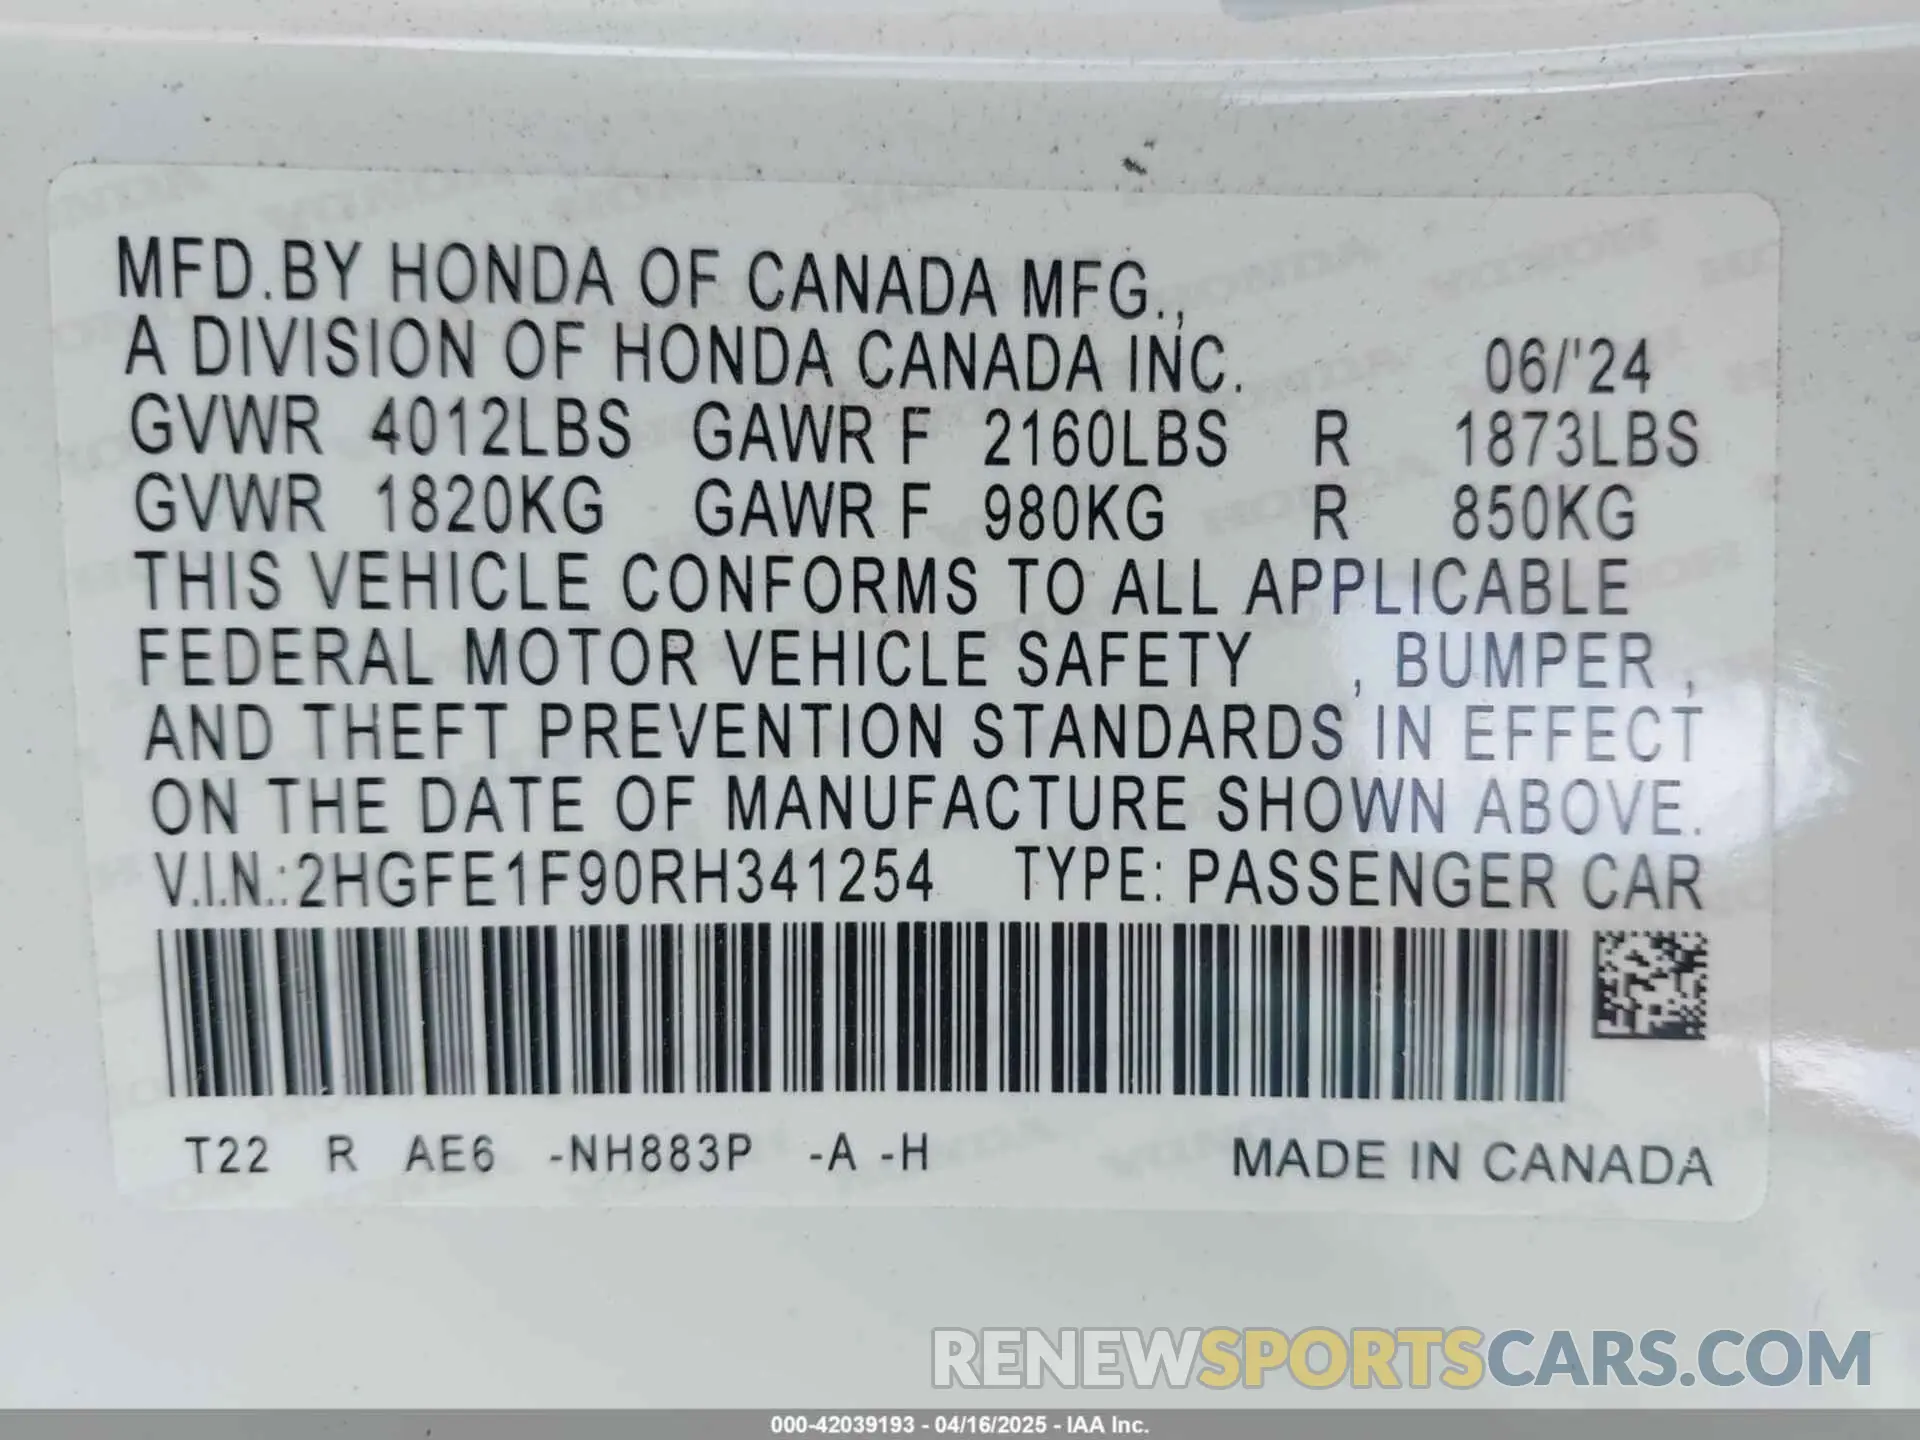 MFD.BY HONDA OF CANADA MFG.,
A DIVISION OF HONDA CANADA INC. 06/'24
GVWR 4012LBS GAWR F 2160LBS R 1873LBS
GVWR 1820KG GAWR F 980KG R 850KG
THIS VEHICLE CONFORMS TO ALL APPLICABLE
FEDERAL MOTOR VEHICLE SAFETY , BUMPER ,
AND THEFT PREVENTION STANDARDS IN EFFECT
ON THE DATE OF MANUFACTURE SHOWN ABOVE.
V.I.N.:2HGFE1F90RH341254 TYPE: PASSENGER CAR
T22 R AE6 -NH883P -A -H MADE IN CANADA
RENEWSPORTSCARS.COM
000-42039193 - 04/16/2025 - IAA Inc.